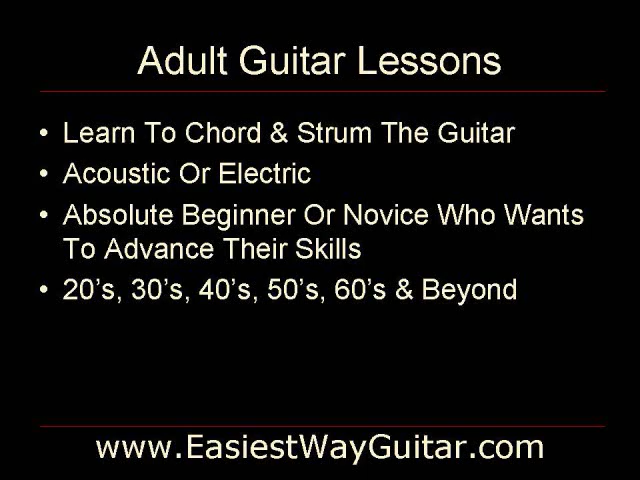 Adult Guitar Lessons
• Learn To Chord & Strum The Guitar
• Acoustic Or Electric
• Absolute Beginner Or Novice Who Wants
To Advance Their Skills
• 20's, 30's, 40's, 50's, 60's & Beyond
www.EasiestWayGuitar.com